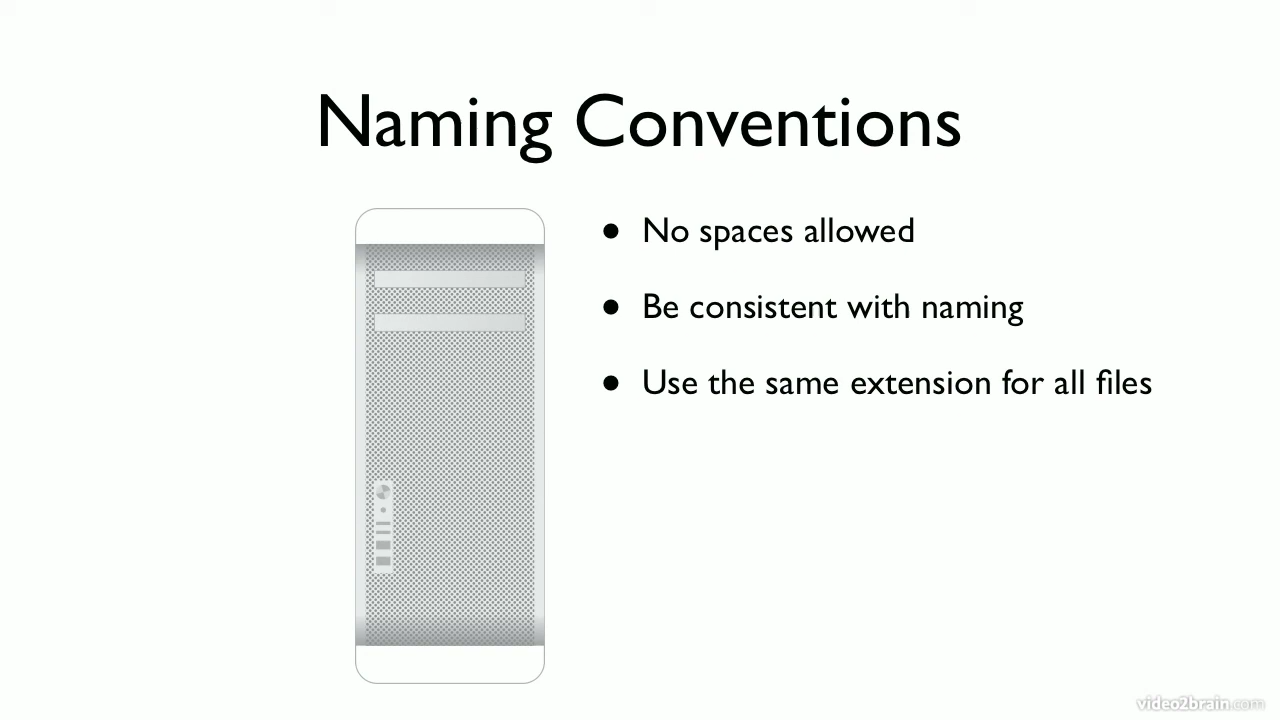 Naming Conventions
• No spaces allowed
• Be consistent with naming
• Use the same extension for all files
video2brain.com